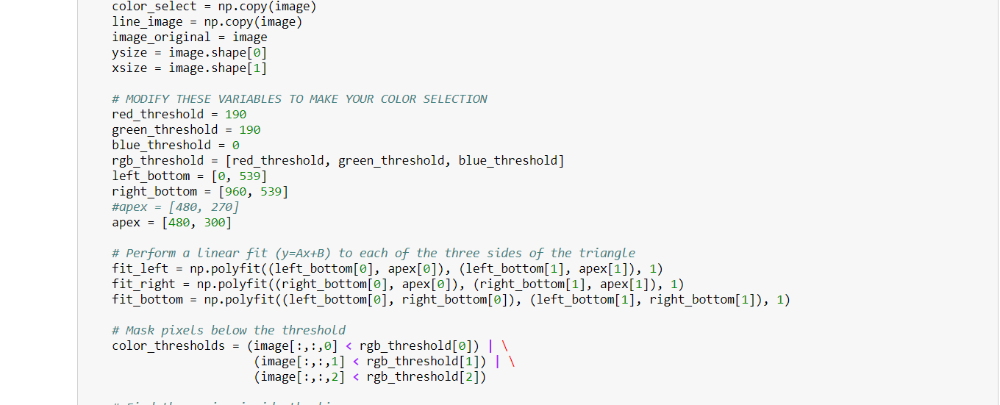 color_select = np.copy(image)
line_image = np.copy(image)
image_original = image
ysize = image.shape[0]
xsize = image.shape[1]
# MODIFY THESE VARIABLES TO MAKE YOUR COLOR SELECTION
red_threshold = 190
green_threshold = 190
blue_threshold = 0
rgb_threshold = [red_threshold, green_threshold, blue_threshold]
left_bottom = [0, 539]
right_bottom = [960, 539]
#apex = [480, 270]
apex = [480, 300]
# Perform a linear fit (y=Ax+B) to each of the three sides of the triangle
fit_left = np.polyfit((left_bottom[0], apex[0]), (left_bottom[1], apex[1]), 1)
fit_right = np.polyfit((right_bottom[0], apex[0]), (right_bottom[1], apex[1]), 1)
fit_bottom = np.polyfit((left_bottom[0], right_bottom[0]), (left_bottom[1], right_bottom[1]), 1)
# Mask pixels below the threshold
color_thresholds = (image[:,:,0] < rgb_threshold[0]) | \
(image[:,:,1] < rgb_threshold[1]) | \
(image[:,:,2] < rgb_threshold[2])